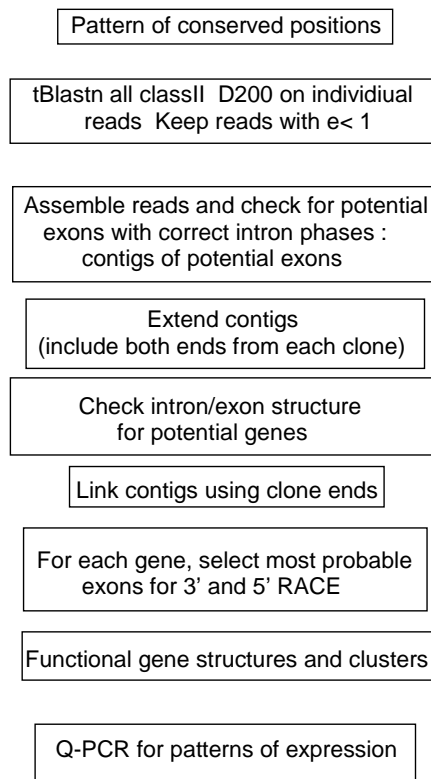 Pattern of conserved positions
tBlastn all classII D200 on individiual
reads Keep reads with e< 1
Assemble reads and check for potential
exons with correct intron phases :
contigs of potential exons
Extend contigs
(include both ends from each clone)
Check intron/exon structure
for potential genes
Link contigs using clone ends
For each gene, select most probable
exons for 3’ and 5’ RACE
Functional gene structures and clusters
Q-PCR for patterns of expression